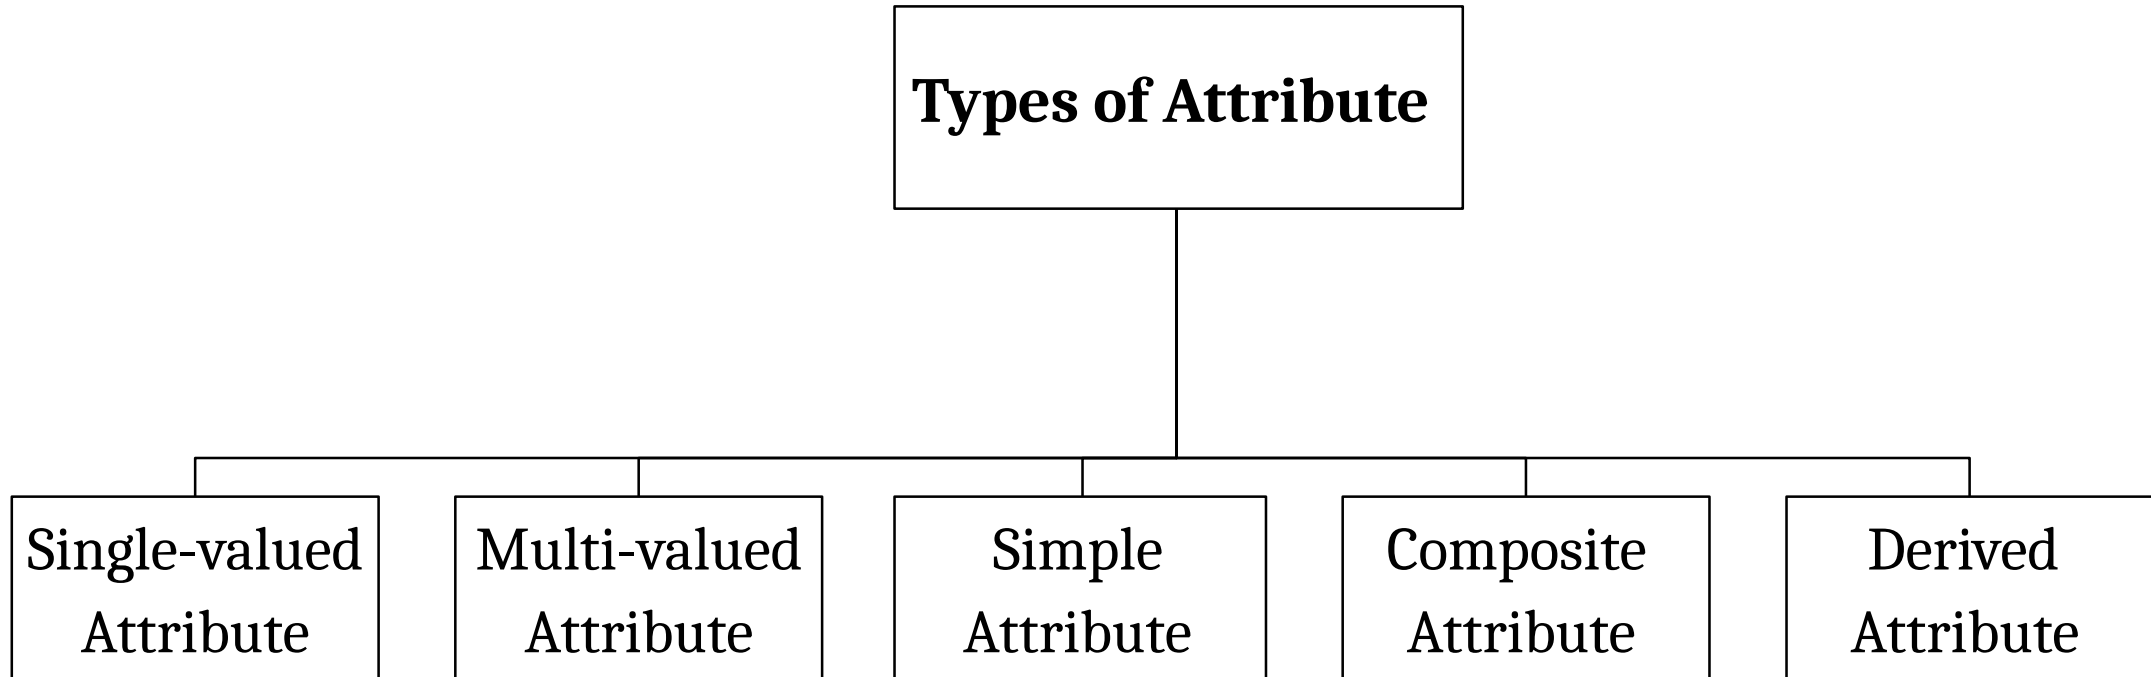 Types of Attribute
Single-valued
Attribute
Multi-valued
Attribute
Simple
Attribute
Composite
Attribute
Derived
Attribute